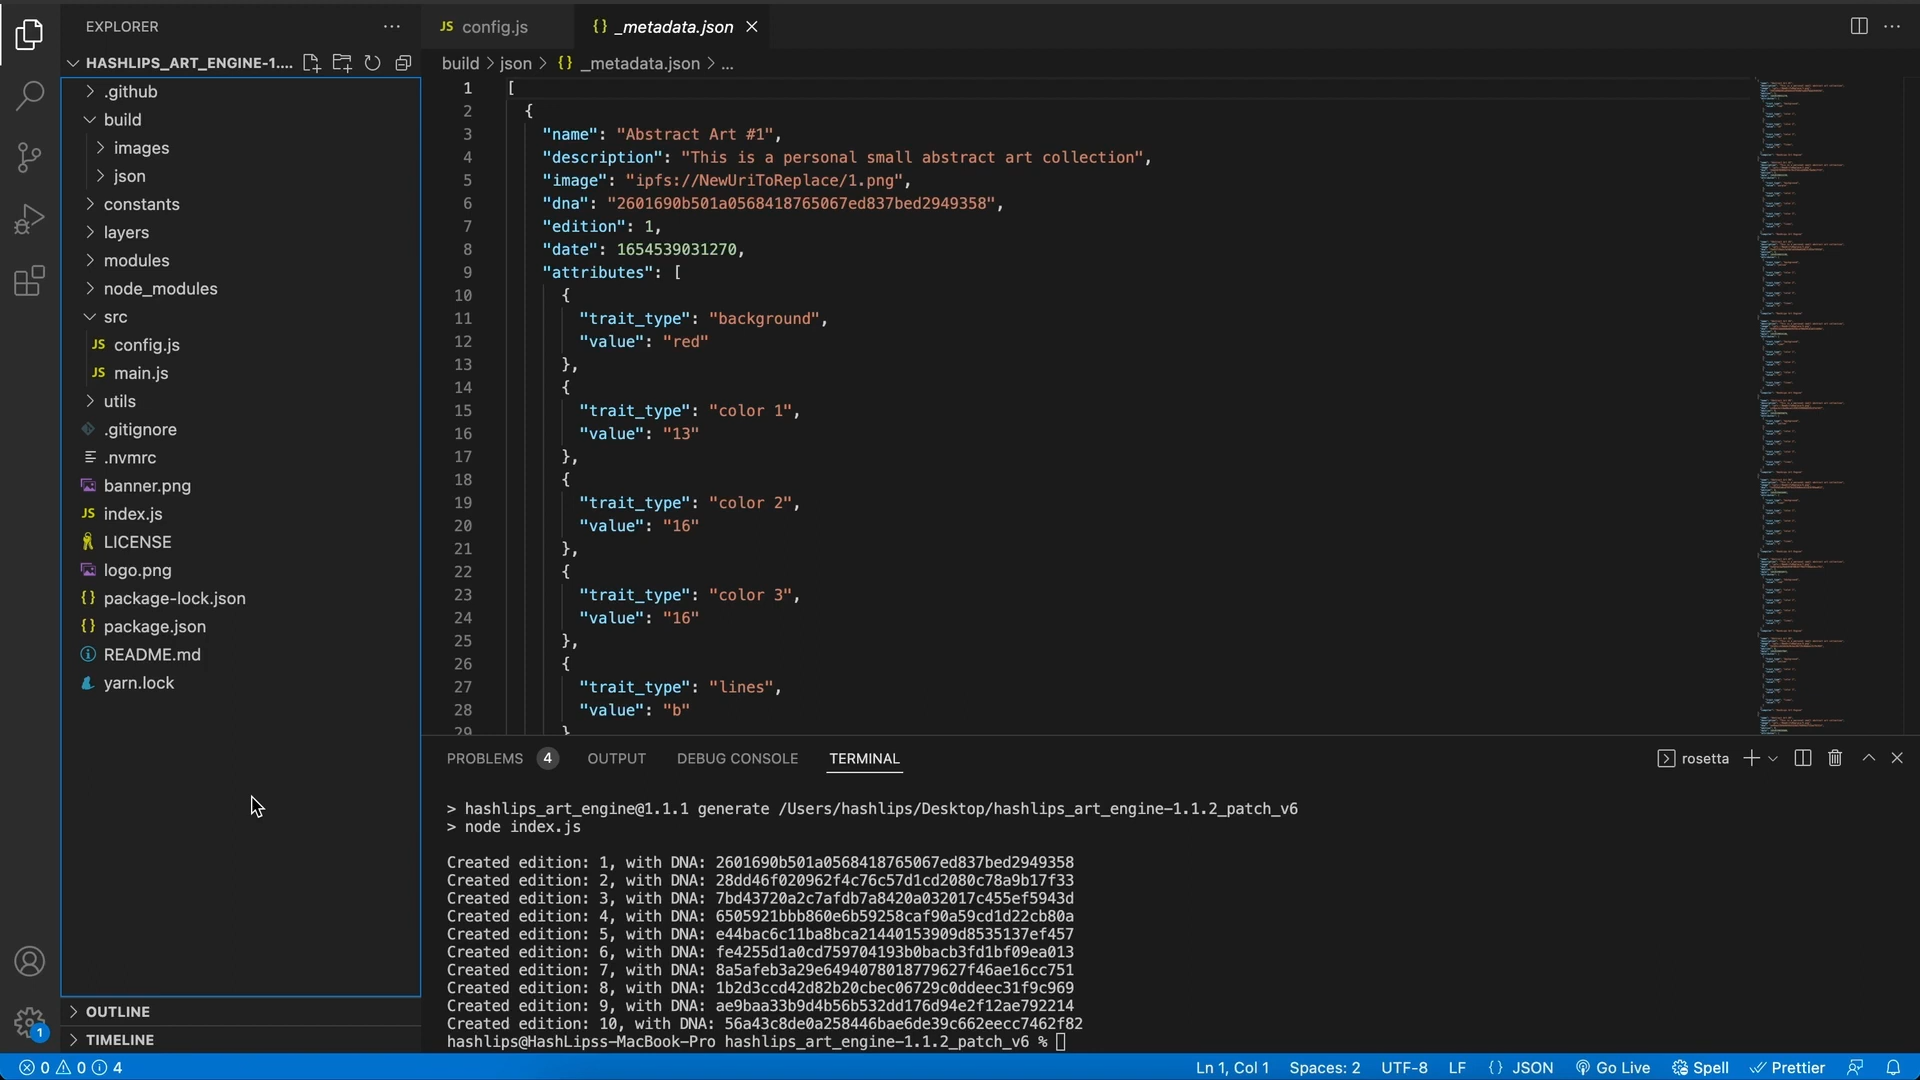 EXPLORER
HASHLIPS_ART_ENGINE-1....
.github
build
images
json
constants
layers
modules
node_modules
src
JS config.js
JS main.js
utils
.gitignore
.nvmrc
banner.png
JS index.js
LICENSE
logo.png
{} package-lock.json
{} package.json
README.md
yarn.lock
OUTLINE
TIMELINE
1
JS config.js
{} _metadata.json
build > json > {} _metadata.json > ...
1 [
2 {
3 "name": "Abstract Art #1",
4 "description": "This is a personal small abstract art collection",
5 "image": "ipfs://NewUriToReplace/1.png",
6 "dna": "2601690b501a0568418765067ed837bed2949358",
7 "edition": 1,
8 "date": 1654539031270,
9 "attributes": [
10 {
11 "trait_type": "background",
12 "value": "red"
13 },
14 {
15 "trait_type": "color 1",
16 "value": "13"
17 },
18 {
19 "trait_type": "color 2",
20 "value": "16"
21 },
22 {
23 "trait_type": "color 3",
24 "value": "16"
25 },
26 {
27 "trait_type": "lines",
28 "value": "b"
29 }
PROBLEMS 4 OUTPUT DEBUG CONSOLE TERMINAL
rosetta
> hashlips_art_engine@1.1.1 generate /Users/hashlips/Desktop/hashlips_art_engine-1.1.2_patch_v6
> node index.js
Created edition: 1, with DNA: 2601690b501a0568418765067ed837bed2949358
Created edition: 2, with DNA: 28dd46f020962f4c76c57d1cd2080c78a9b17f33
Created edition: 3, with DNA: 7bd43720a2c7afdb7a8420a032017c455ef5943d
Created edition: 4, with DNA: 6505921bbb860e6b59258caf90a59cd1d22cb80a
Created edition: 5, with DNA: e44bac6c11ba8bca21440153909d8535137ef457
Created edition: 6, with DNA: fe4255d1a0cd759704193b0bacb3fd1bf09ea013
Created edition: 7, with DNA: 8a5afeb3a29e6494078018779627f46ae16cc751
Created edition: 8, with DNA: 1b2d3ccd42d82b20cbec06729c0ddeec31f9c969
Created edition: 9, with DNA: ae9baa33b9d4b56b532dd176d94e2f12ae792214
Created edition: 10, with DNA: 56a43c8de0a258446bae6de39c662eecc7462f82
hashlips@HashLipss-MacBook-Pro hashlips_art_engine-1.1.2_patch_v6 %
0 0 4
Ln 1, Col 1 Spaces: 2 UTF-8 LF {} JSON Go Live Spell Prettier